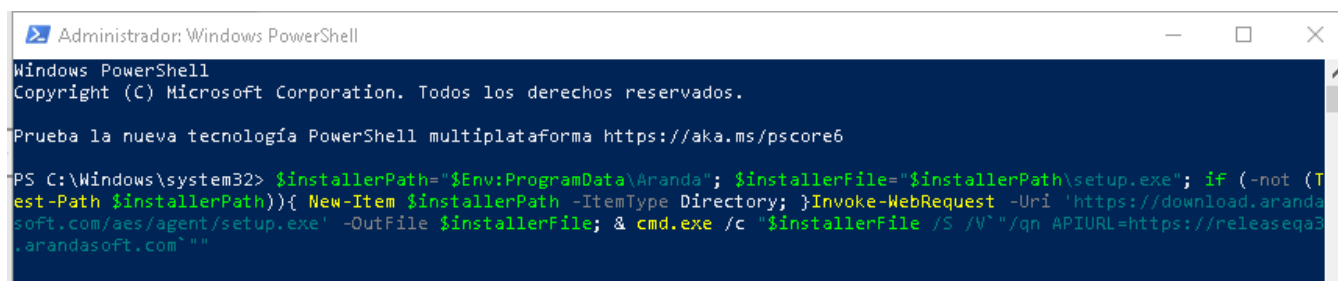 Administrador: Windows PowerShell
Windows PowerShell
Copyright (C) Microsoft Corporation. Todos los derechos reservados.
Prueba la nueva tecnología PowerShell multiplataforma https://aka.ms/pscore6
PS C:\Windows\system32> $installerPath="$Env:ProgramData\Aranda"; $installerFile="$installerPath\setup.exe"; if (-not (T
est-Path $installerPath)){ New-Item $installerPath -ItemType Directory; }Invoke-WebRequest -Uri 'https://download.aranda
soft.com/aes/agent/setup.exe' -OutFile $installerFile; & cmd.exe /c "$installerFile /S /V`"/qn APIURL=https://releaseqa3
.arandasoft.com`""